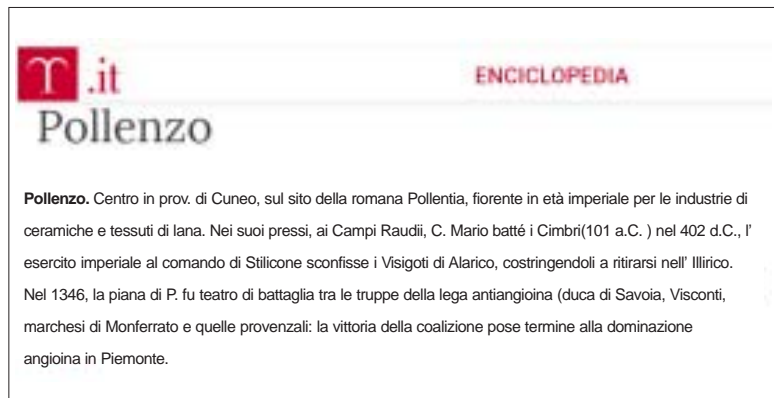 .it
ENCICLOPEDIA
Pollenzo
Pollenzo. Centro in prov. di Cuneo, sul sito della romana Pollentia, fiorente in età imperiale per le industrie di
ceramiche e tessuti di lana. Nei suoi pressi, ai Campi Raudii, C. Mario batté i Cimbri(101 a.C. ) nel 402 d.C., l'
esercito imperiale al comando di Stilicone sconfisse i Visigoti di Alarico, costringendoli a ritirarsi nell' Illirico.
Nel 1346, la piana di P. fu teatro di battaglia tra le truppe della lega antiangioina (duca di Savoia, Visconti,
marchesi di Monferrato e quelle provenzali: la vittoria della coalizione pose termine alla dominazione
angioina in Piemonte.